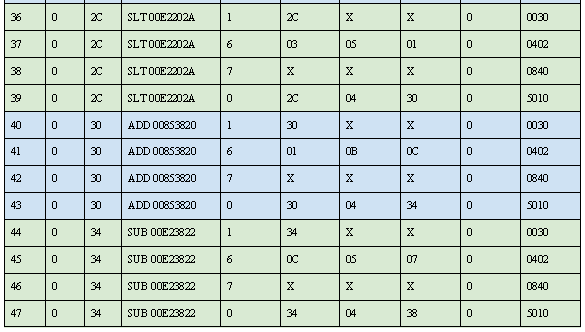 36 0 2C SLT 00E2202A 1 2C X X 0 0030
37 0 2C SLT 00E2202A 6 03 05 01 0 0402
38 0 2C SLT 00E2202A 7 X X X 0 0840
39 0 2C SLT 00E2202A 0 2C 04 30 0 5010
40 0 30 ADD 00853820 1 30 X X 0 0030
41 0 30 ADD 00853820 6 01 0B 0C 0 0402
42 0 30 ADD 00853820 7 X X X 0 0840
43 0 30 ADD 00853820 0 30 04 34 0 5010
44 0 34 SUB 00E23822 1 34 X X 0 0030
45 0 34 SUB 00E23822 6 0C 05 07 0 0402
46 0 34 SUB 00E23822 7 X X X 0 0840
47 0 34 SUB 00E23822 0 34 04 38 0 5010